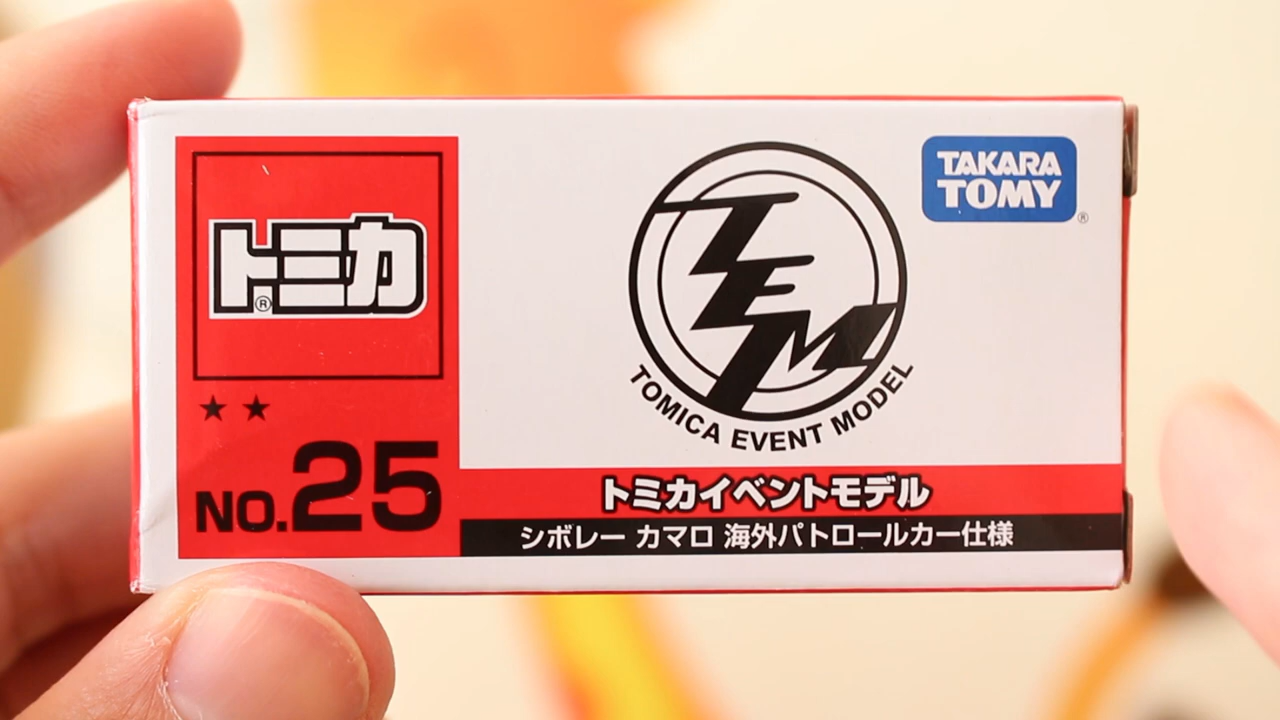 トミカ®
★ ★
NO.25
TEM
TOMICA EVENT MODEL
TAKARA
TOMY®
トミカイベントモデル
シボレー カマロ 海外パトロールカー仕様